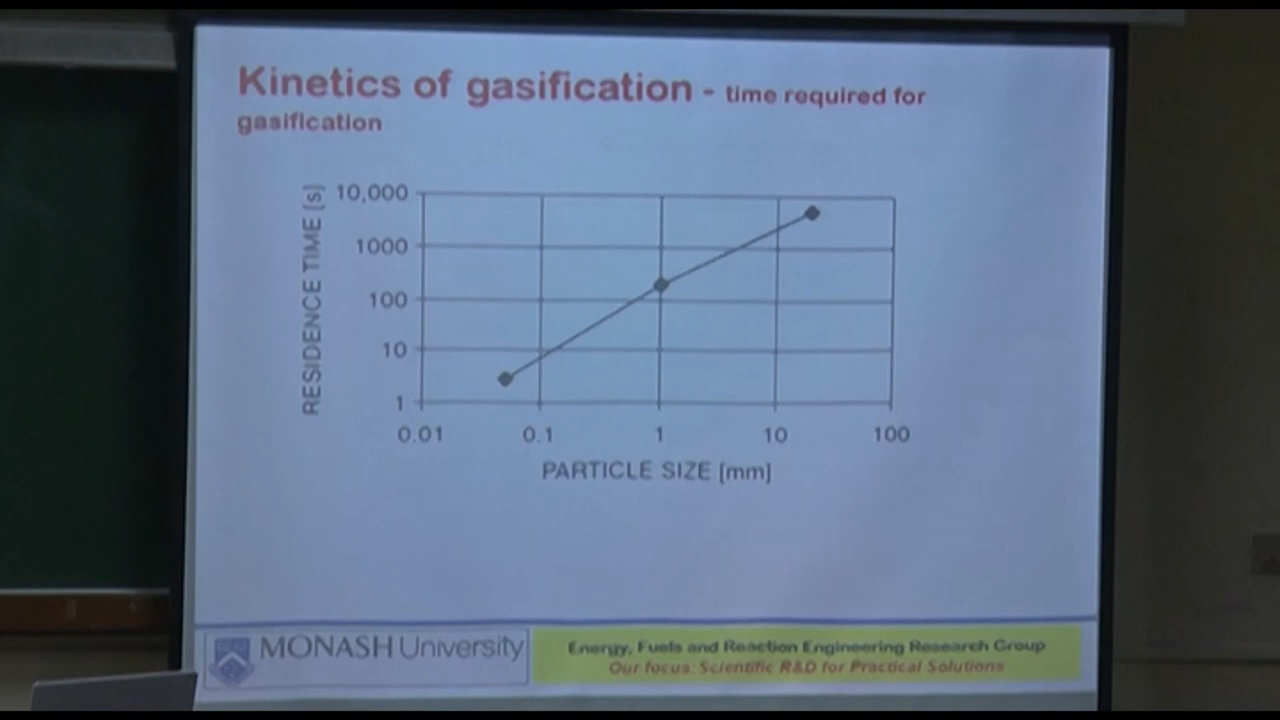 Kinetics of gasification - time required for
gasification
RESIDENCE TIME [s]
10,000
1000
100
10
1
0.01 0.1 1 10 100
PARTICLE SIZE [mm]
MONASH University
Energy, Fuels and Reaction Engineering Research Group
Our focus: Scientific R&D for Practical Solutions